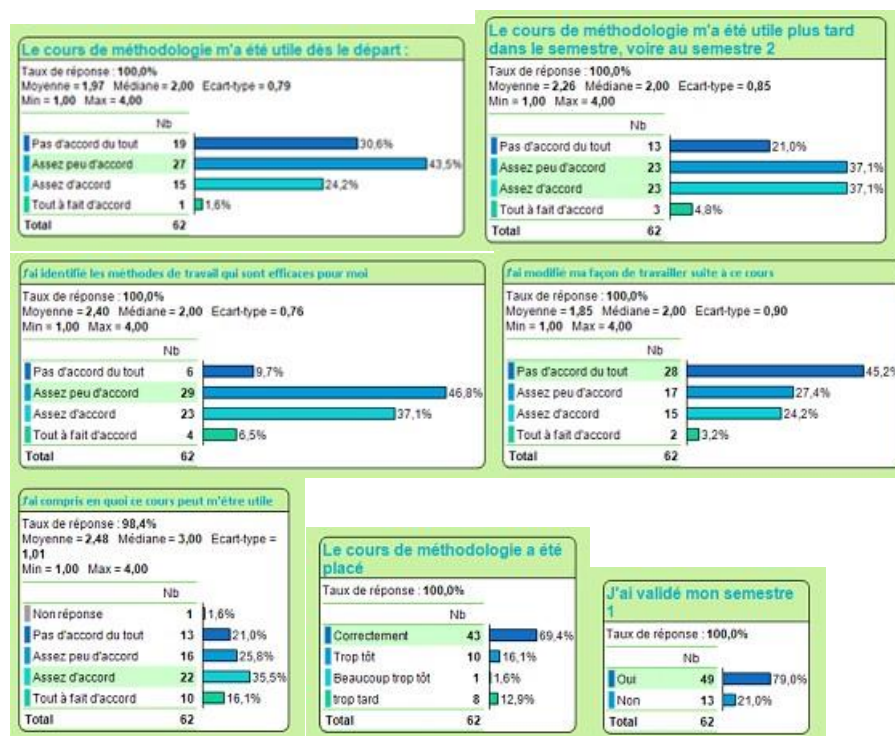 Le cours de méthodologie m'a été utile dès le départ :
Taux de réponse : 100,0%
Moyenne = 1,97 Médiane = 2,00 Ecart-type = 0,79
Min = 1,00 Max = 4,00
Nb
Pas d'accord du tout 19 30,6%
Assez peu d'accord 27 43,5%
Assez d'accord 15 24,2%
Tout à fait d'accord 1 1,6%
Total 62
Le cours de méthodologie m'a été utile plus tard
dans le semestre, voire au semestre 2
Taux de réponse : 100,0%
Moyenne = 2,26 Médiane = 2,00 Ecart-type = 0,85
Min = 1,00 Max = 4,00
Nb
Pas d'accord du tout 13 21,0%
Assez peu d'accord 23 37,1%
Assez d'accord 23 37,1%
Tout à fait d'accord 3 4,8%
Total 62
J'ai identifié les méthodes de travail qui sont efficaces pour moi
Taux de réponse : 100,0%
Moyenne = 2,40 Médiane = 2,00 Ecart-type = 0,76
Min = 1,00 Max = 4,00
Nb
Pas d'accord du tout 6 9,7%
Assez peu d'accord 29 46,8%
Assez d'accord 23 37,1%
Tout à fait d'accord 4 6,5%
Total 62
J'ai modifié ma façon de travailler suite à ce cours
Taux de réponse : 100,0%
Moyenne = 1,85 Médiane = 2,00 Ecart-type = 0,90
Min = 1,00 Max = 4,00
Nb
Pas d'accord du tout 28 45,2%
Assez peu d'accord 17 27,4%
Assez d'accord 15 24,2%
Tout à fait d'accord 2 3,2%
Total 62
J'ai compris en quoi ce cours peut m'être utile
Taux de réponse : 98,4%
Moyenne = 2,48 Médiane = 3,00 Ecart-type =
1,01
Min = 1,00 Max = 4,00
Nb
Non réponse 1 1,6%
Pas d'accord du tout 13 21,0%
Assez peu d'accord 16 25,8%
Assez d'accord 22 35,5%
Tout à fait d'accord 10 16,1%
Total 62
Le cours de méthodologie a été
placé
Taux de réponse : 100,0%
Nb
Correctement 43 69,4%
Trop tôt 10 16,1%
Beaucoup trop tôt 1 1,6%
trop tard 8 12,9%
Total 62
J'ai validé mon semestre
1
Taux de réponse : 100,0%
Nb
Oui 49 79,0%
Non 13 21,0%
Total 62